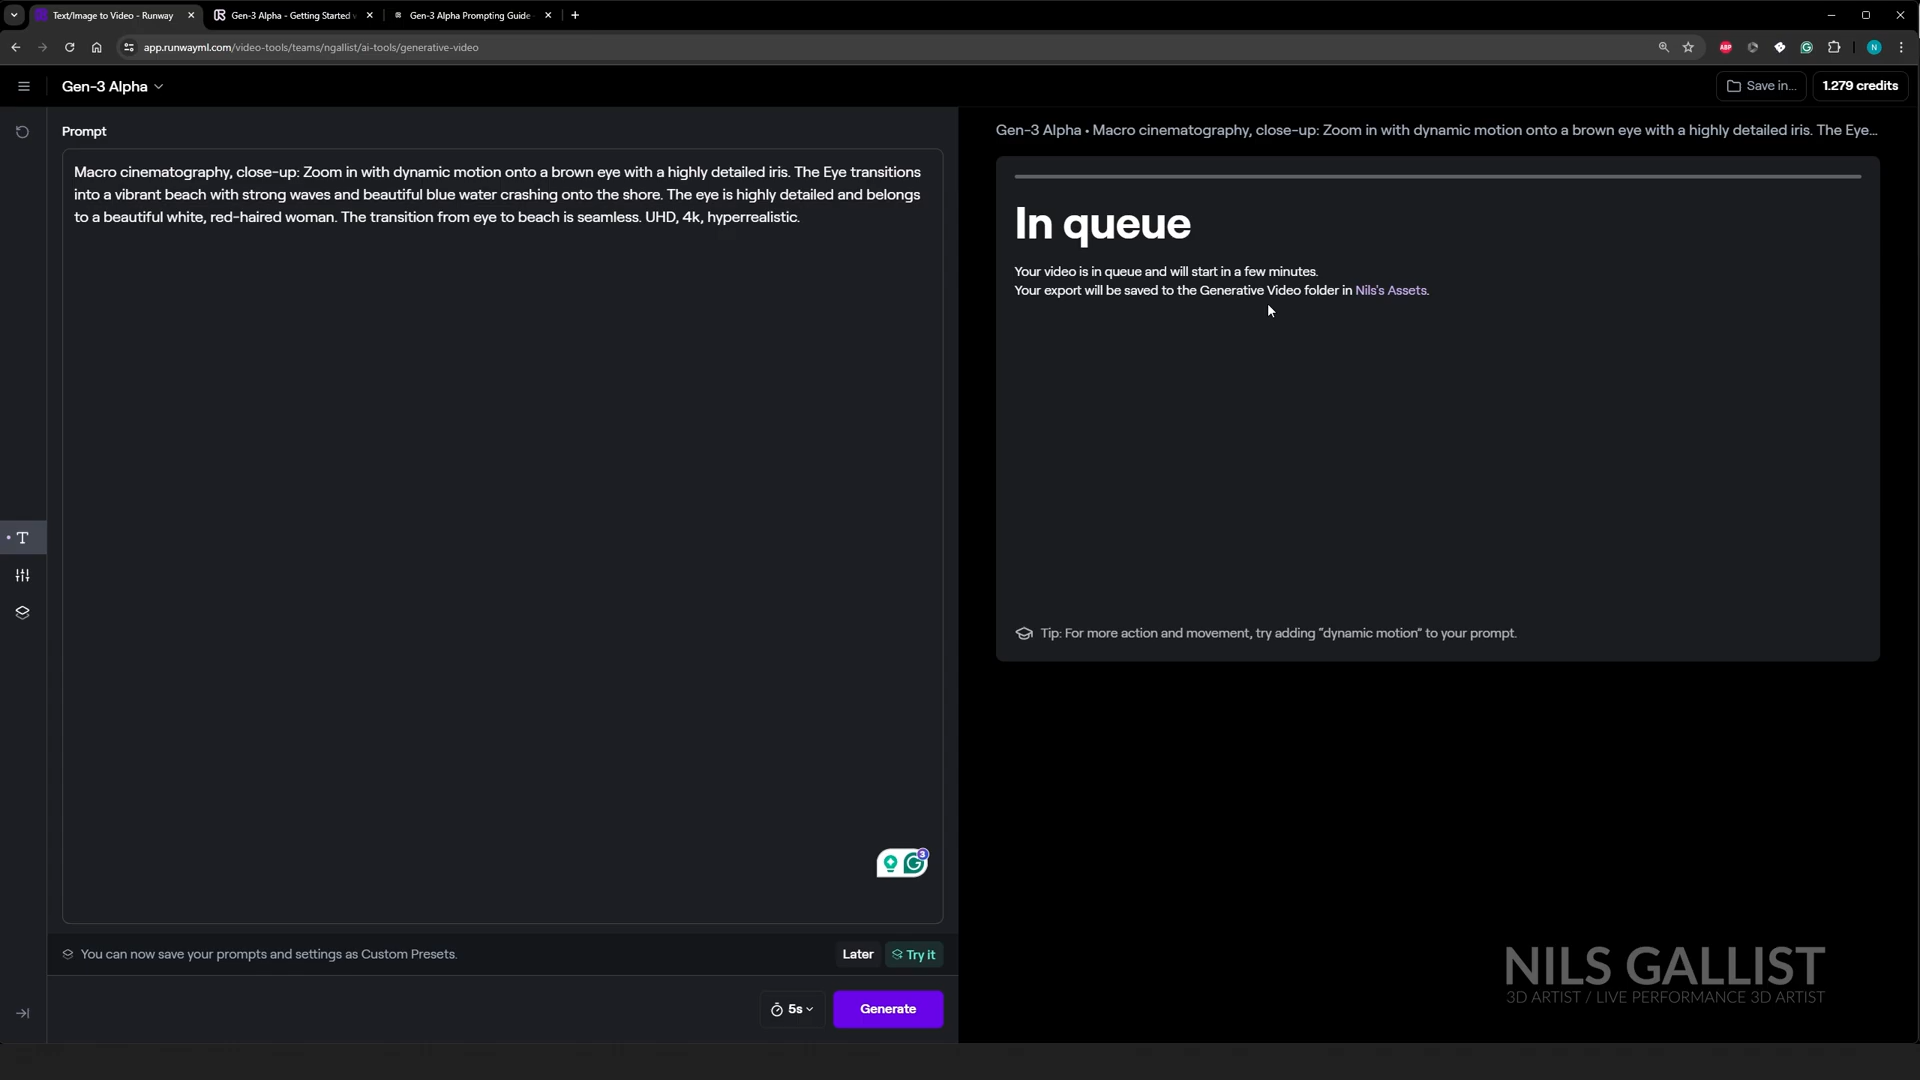 Text/Image to Video - Runway
Gen-3 Alpha - Getting Started v
Gen-3 Alpha Prompting Guide
app.runwayml.com/video-tools/teams/ngallist/ai-tools/generative-video
ABP
N
Gen-3 Alpha
Save in...
1.279 credits
Prompt
Macro cinematography, close-up: Zoom in with dynamic motion onto a brown eye with a highly detailed iris. The Eye transitions
into a vibrant beach with strong waves and beautiful blue water crashing onto the shore. The eye is highly detailed and belongs
to a beautiful white, red-haired woman. The transition from eye to beach is seamless. UHD, 4k, hyperrealistic.
Gen-3 Alpha • Macro cinematography, close-up: Zoom in with dynamic motion onto a brown eye with a highly detailed iris. The Eye...
In queue
Your video is in queue and will start in a few minutes.
Your export will be saved to the Generative Video folder in Nils's Assets.
Tip: For more action and movement, try adding “dynamic motion” to your prompt.
T
3
You can now save your prompts and settings as Custom Presets.
Later
Try it
5s
Generate
NILS GALLIST
3D ARTIST / LIVE PERFORMANCE 3D ARTIST